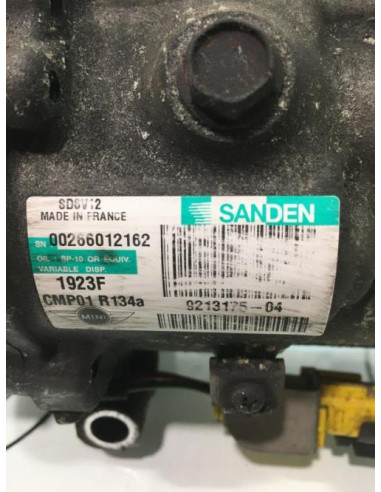 SD6V12
MADE IN FRANCE
SANDEN
SN 00266012162
OIL: SP-10 OR EQUIV.
VARIABLE DISP.
1923F
CMP01 R134a
9213175-04
MINI